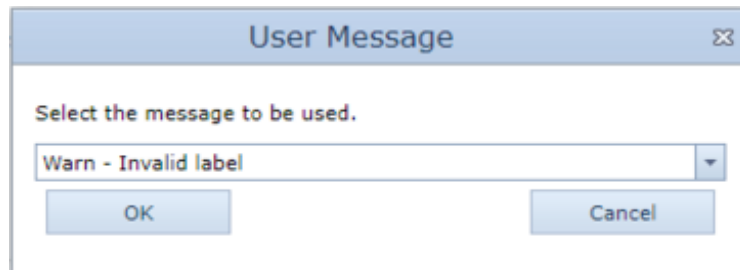 User Message
Select the message to be used.
Warn - Invalid label
OK Cancel